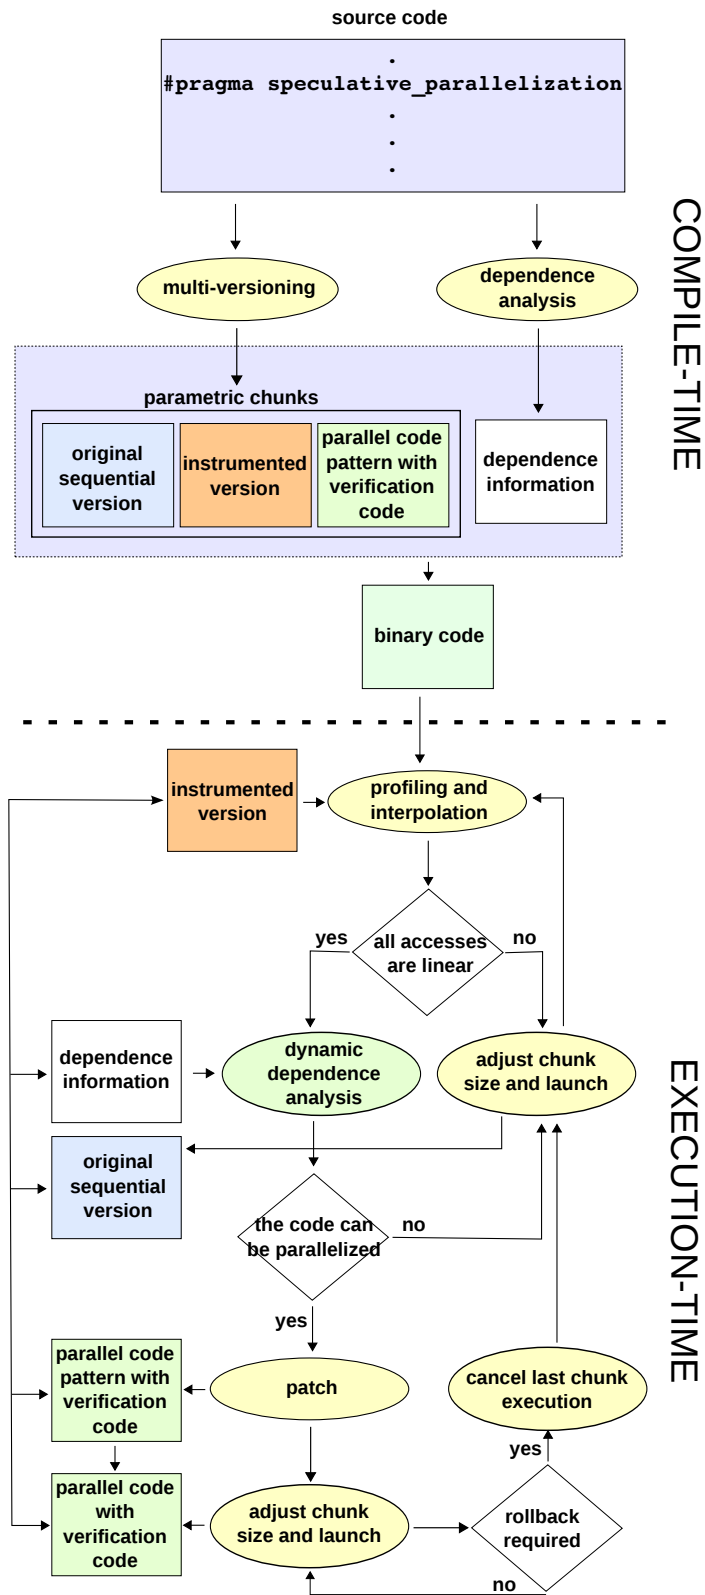 source code
.
#pragma speculative_parallelization
.
.
.
COMPILE-TIME
multi-versioning
dependence
analysis
parametric chunks
original
sequential
version
instrumented
version
parallel code
pattern with
verification
code
dependence
information
binary code
EXECUTION-TIME
instrumented
version
profiling and
interpolation
yes
all accesses
are linear
no
dependence
information
dynamic
dependence
analysis
adjust chunk
size and launch
original
sequential
version
the code can
be parallelized
no
yes
parallel code
pattern with
verification
code
patch
cancel last chunk
execution
yes
parallel code
with
verification
code
adjust chunk
size and launch
rollback
required
no